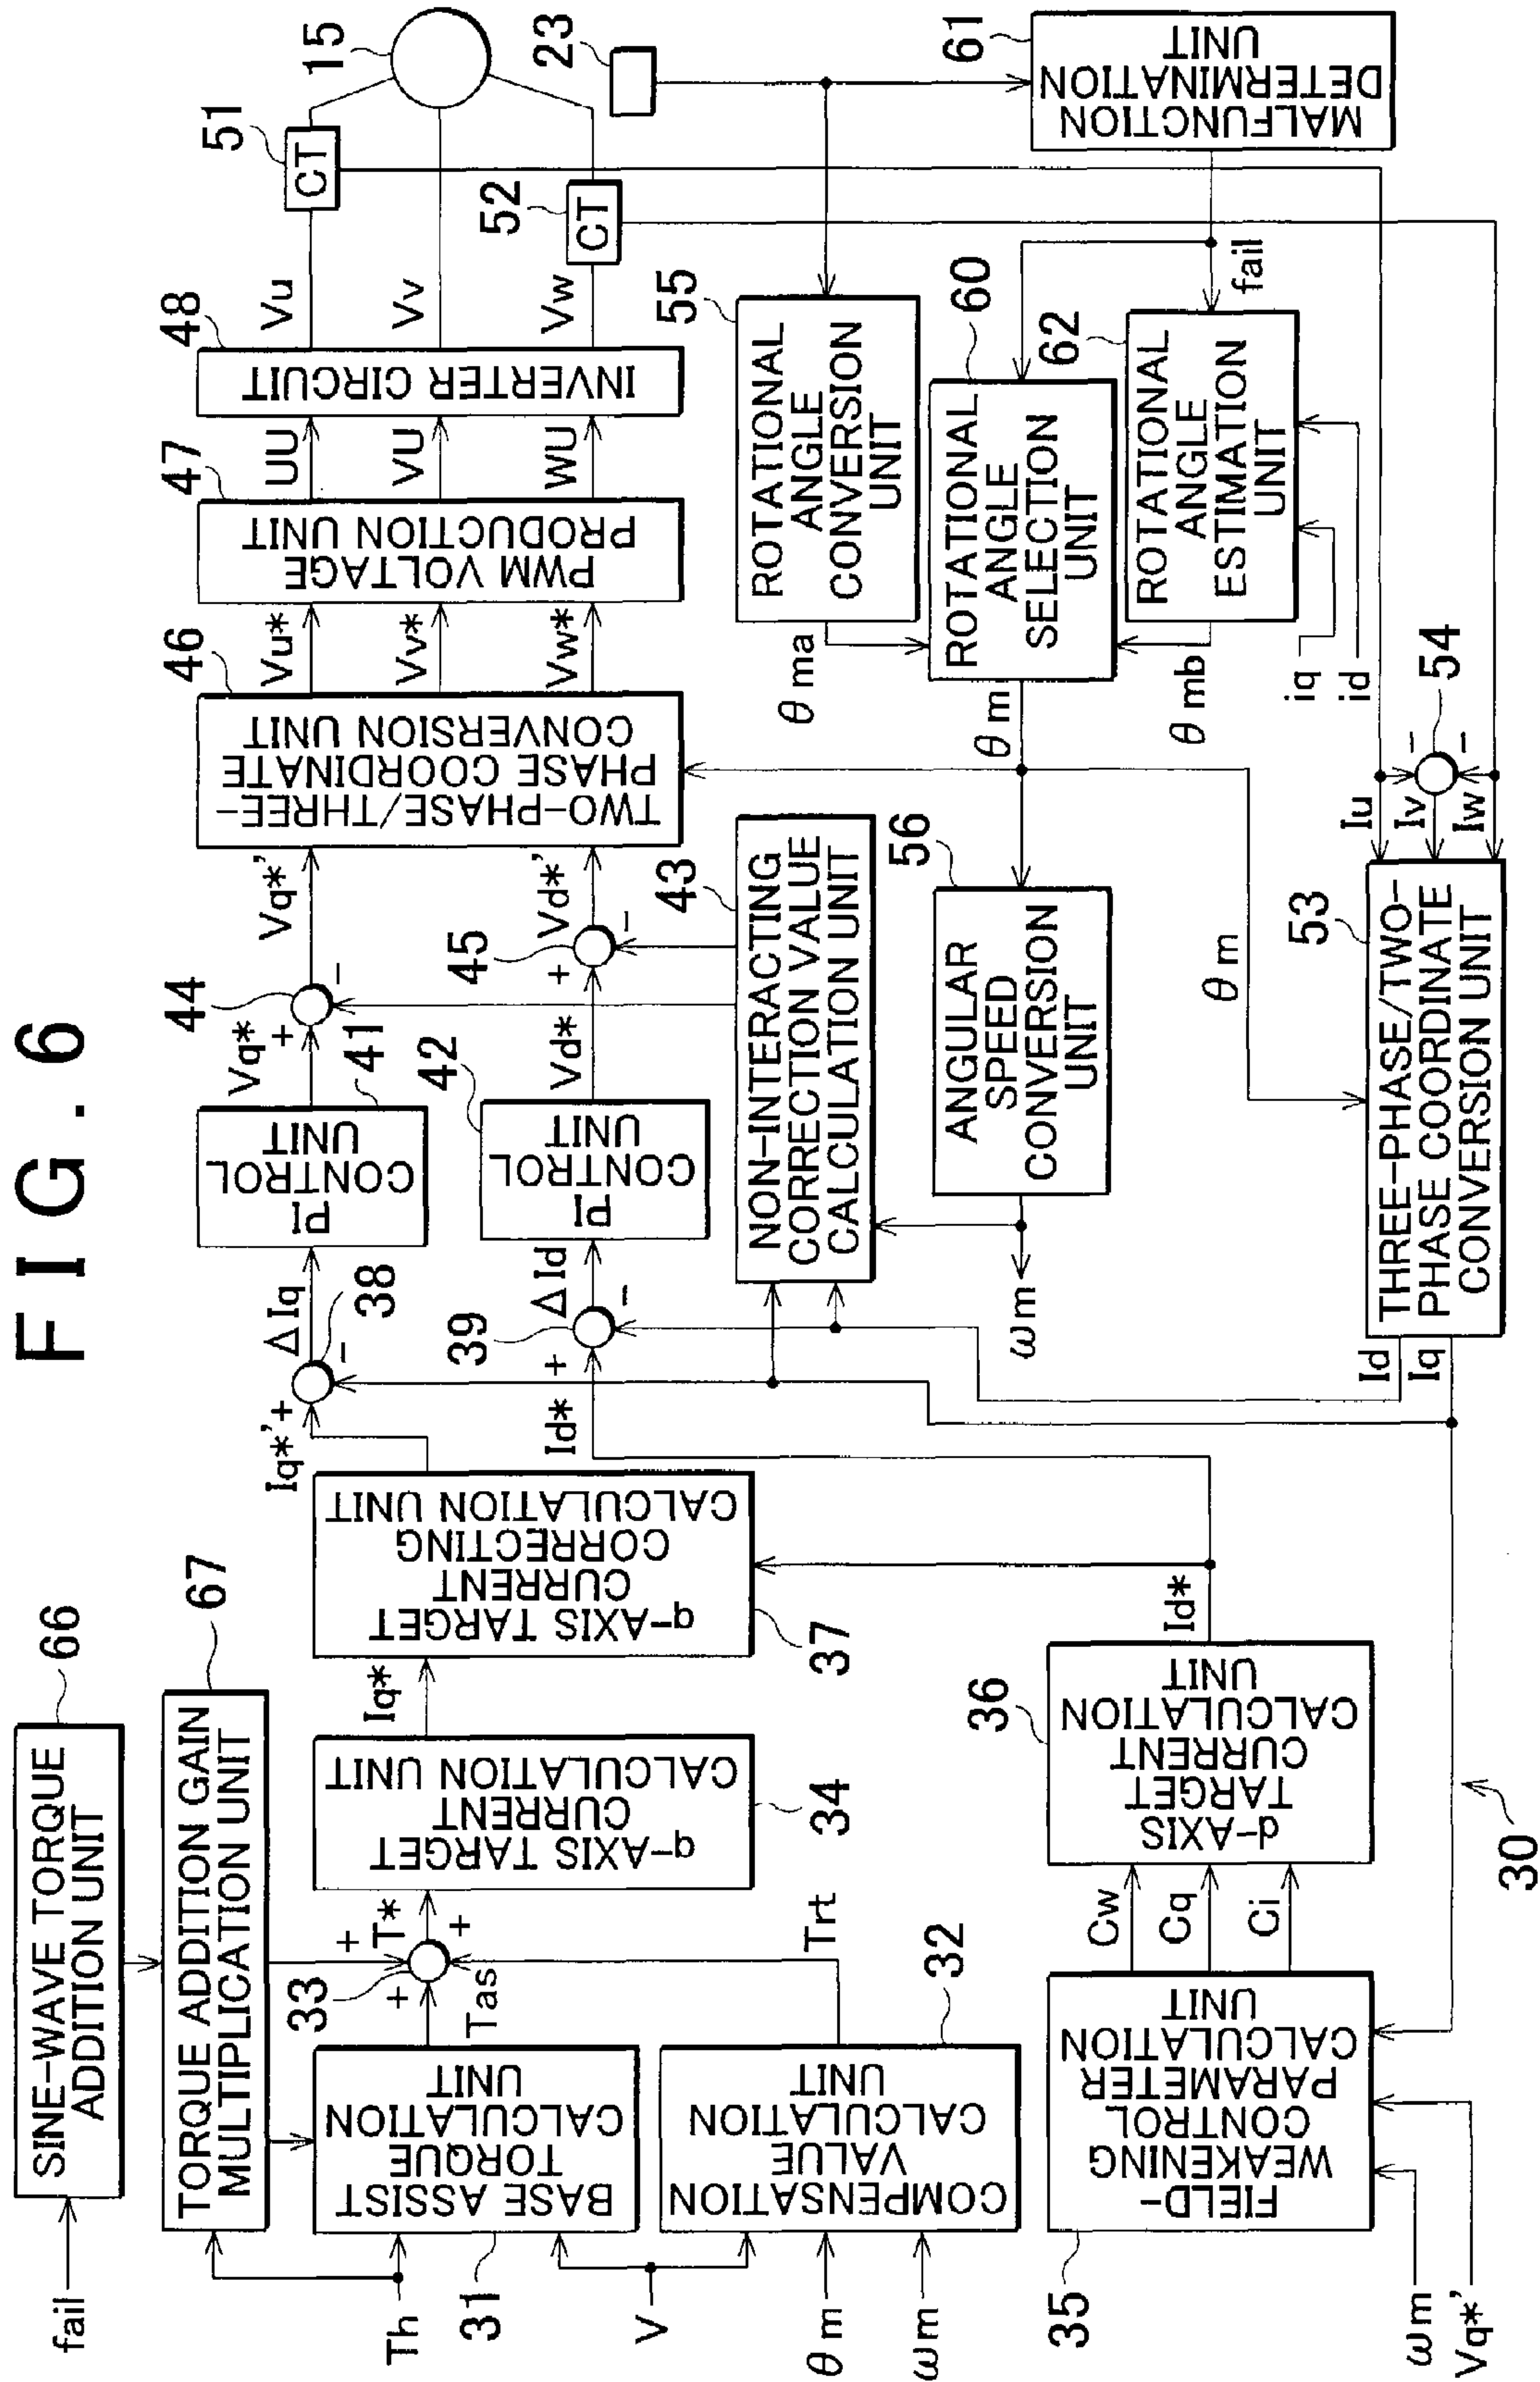 FIG. 6
fail
SINE-WAVE TORQUE
ADDITION UNIT
66
TORQUE ADDITION GAIN
MULTIPLICATION UNIT
67
Th
BASE ASSIST
TORQUE
CALCULATION
UNIT
31
V
θm
ωm
COMPENSATION
VALUE
CALCULATION
UNIT
32
Tas
Trt
33
+
+
+
T*
q-AXIS TARGET
CURRENT
CALCULATION UNIT
34
Iq*
q-AXIS TARGET
CURRENT
CORRECTING
CALCULATION UNIT
37
Iq*'
+
-
38
ΔIq
PI
CONTROL
UNIT
41
Vq*
+
-
44
Vq*'
Id*
+
-
39
ΔId
PI
CONTROL
UNIT
42
Vd*
+
-
45
Vd*'
TWO-PHASE/THREE-
PHASE COORDINATE
CONVERSION UNIT
46
Vu*
Vv*
Vw*
PWM VOLTAGE
PRODUCTION UNIT
47
UU
VU
WU
INVERTER CIRCUIT
48
Vu
Vv
Vw
CT
51
CT
52
15
23
NON-INTERACTING
CORRECTION VALUE
CALCULATION UNIT
43
ROTATIONAL
ANGLE
CONVERSION
UNIT
55
θma
ANGULAR
SPEED
CONVERSION
UNIT
56
ωm
θm
ROTATIONAL
ANGLE
SELECTION
UNIT
60
θmb
ROTATIONAL
ANGLE
ESTIMATION
UNIT
62
iq
id
fail
MALFUNCTION
DETERMINATION
UNIT
61
ωm
Vq*'
FIELD-
WEAKENING
CONTROL
PARAMETER
CALCULATION
UNIT
35
Cw
Cq
Ci
d-AXIS
TARGET
CURRENT
CALCULATION
UNIT
36
Id*
30
Id
Iq
THREE-PHASE/TWO-
PHASE COORDINATE
CONVERSION UNIT
53
θm
Iu
Iv
Iw
-
-
54